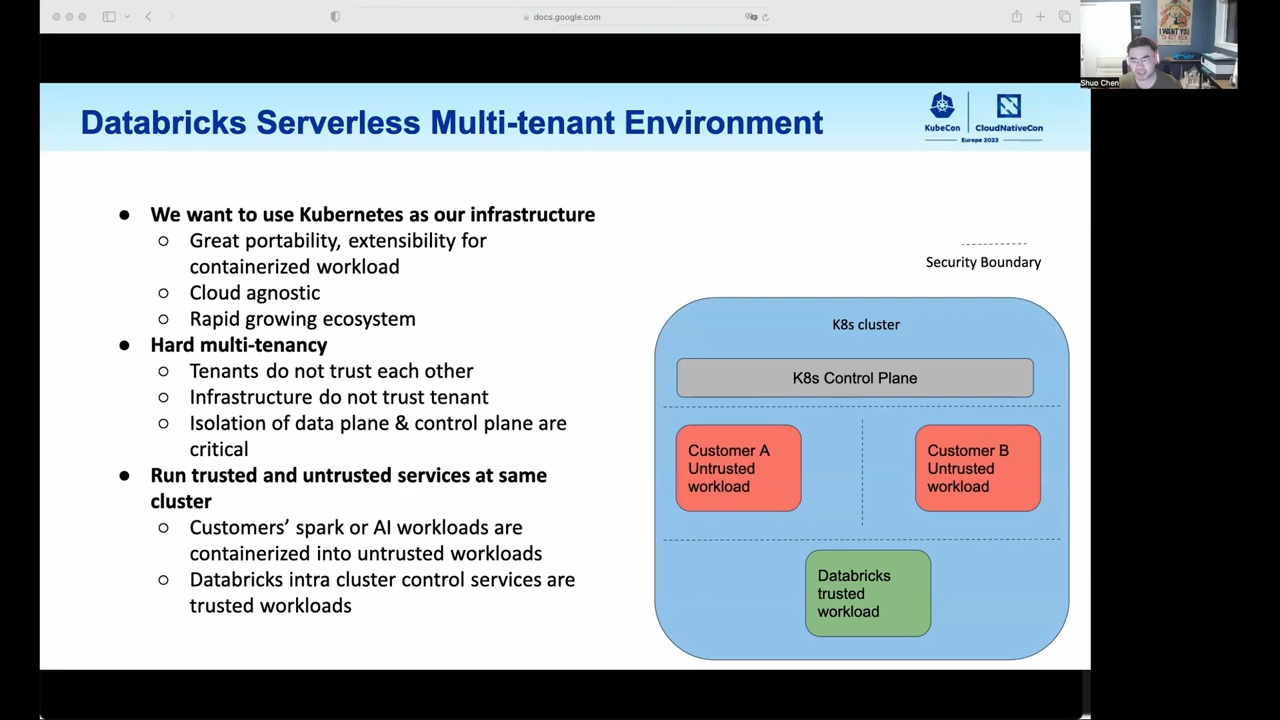 docs.google.com
I WANT YOU
Shuo Chen
Databricks Serverless Multi-tenant Environment
KubeCon
CloudNativeCon
Europe 2023
● We want to use Kubernetes as our infrastructure
○ Great portability, extensibility for
containerized workload
○ Cloud agnostic
○ Rapid growing ecosystem
● Hard multi-tenancy
○ Tenants do not trust each other
○ Infrastructure do not trust tenant
○ Isolation of data plane & control plane are
critical
● Run trusted and untrusted services at same
cluster
○ Customers’ spark or AI workloads are
containerized into untrusted workloads
○ Databricks intra cluster control services are
trusted workloads
Security Boundary
K8s cluster
K8s Control Plane
Customer A
Untrusted
workload
Customer B
Untrusted
workload
Databricks
trusted
workload